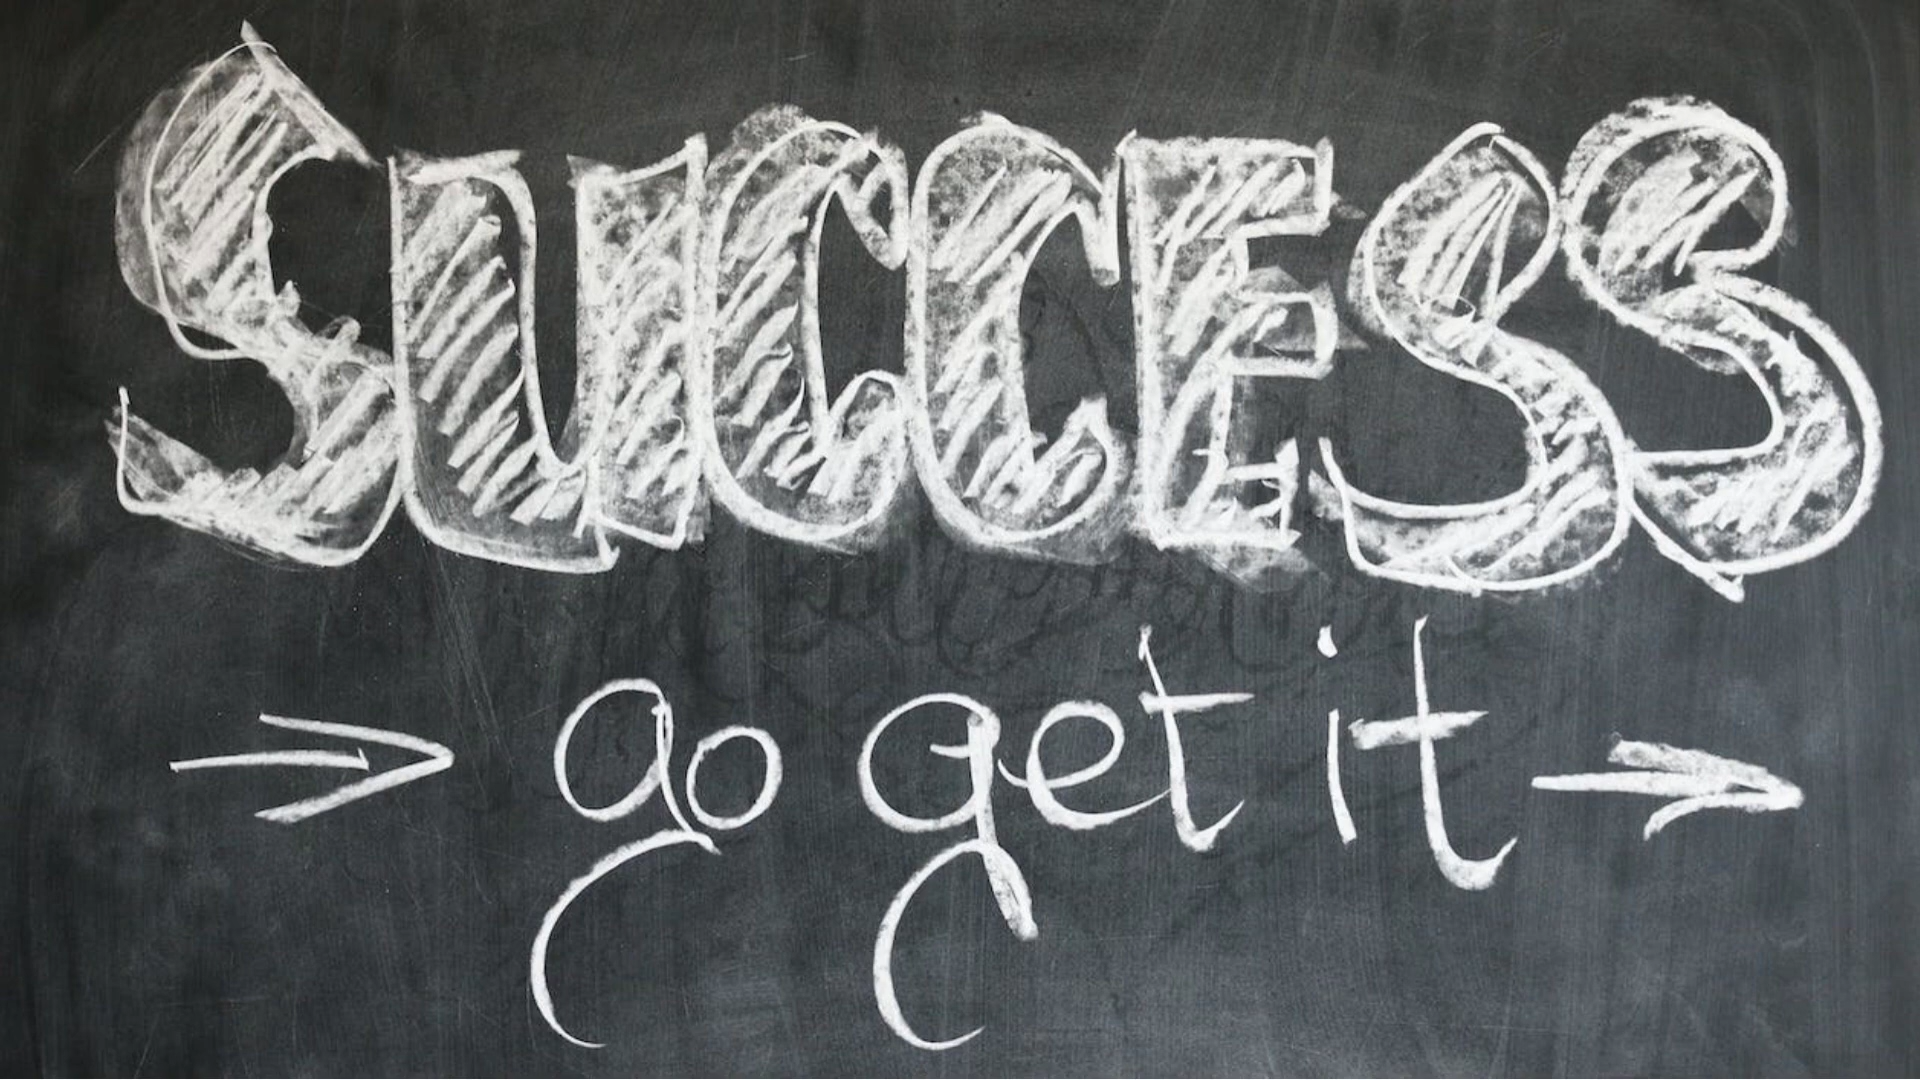 SUCCESS
→ go get it →